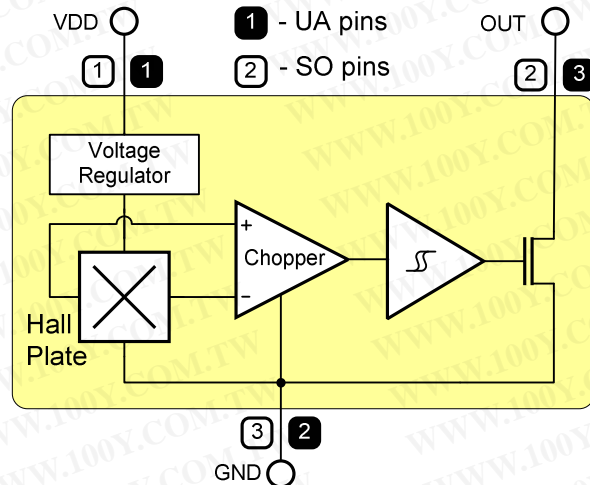 VDD
1 - UA pins
OUT
1 1
2 - SO pins
2 3
Voltage
Regulator
+
Chopper
-
Hall
Plate
3 2
GND
WWW.100Y.COM.TW